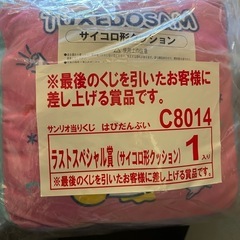 TUXEDOSAM
サイコロ形クッション
※最後のくじを引いたお客様に
差し上げる賞品です。
サンリオ当りくじ はぴだんぶい C8014
ラストスペシャル賞(サイコロ形クッション) 1入り
※最後のくじを引いたお客様に差し上げる賞品です。